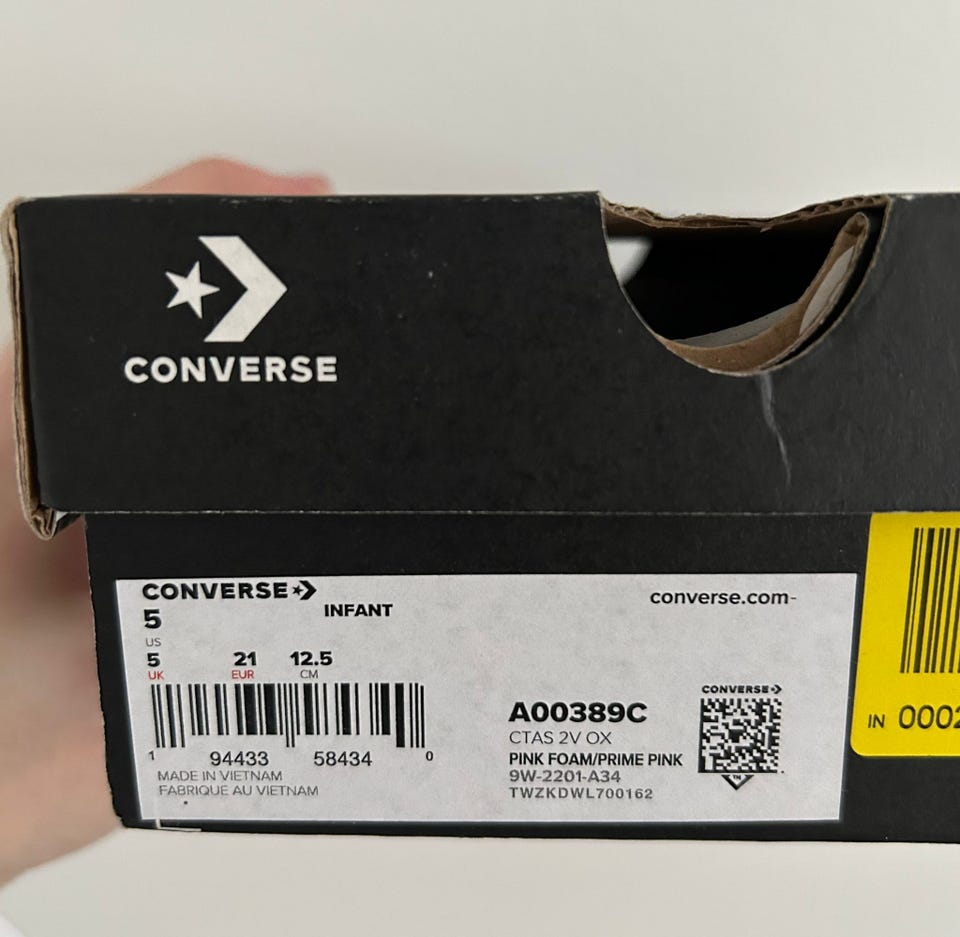 CONVERSE
CONVERSE
INFANT
converse.com-
5
US
5 21 12.5
UK EUR CM
1 94433 58434 0
MADE IN VIETNAM
FABRIQUE AU VIETNAM
A00389C
CTAS 2V OX
PINK FOAM/PRIME PINK
9W-2201-A34
TWZKDWL700162
CONVERSE
TM
IN 0002